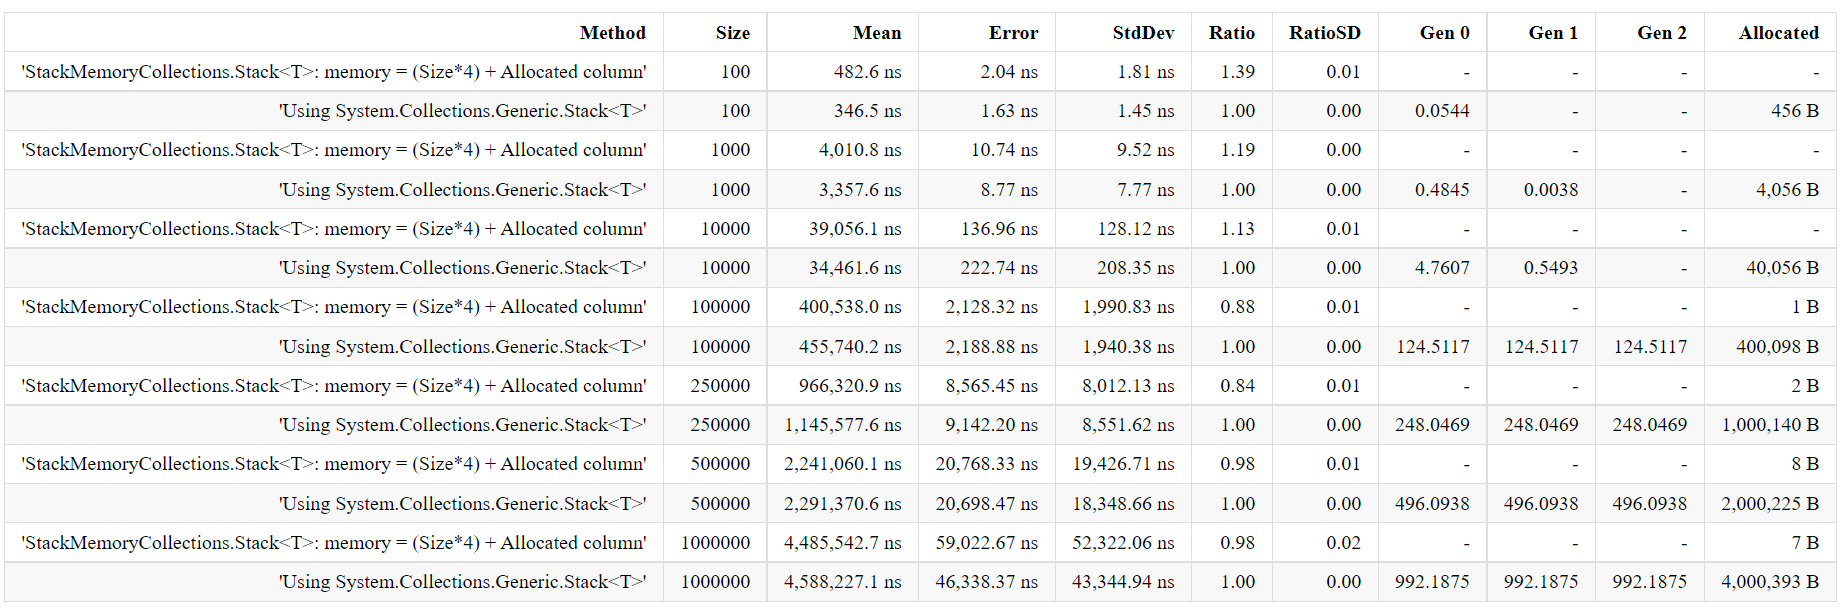 Method Size Mean Error StdDev Ratio RatioSD Gen 0 Gen 1 Gen 2 Allocated
'StackMemoryCollections.Stack<T>: memory = (Size*4) + Allocated column' 100 482.6 ns 2.04 ns 1.81 ns 1.39 0.01 - - - -
'Using System.Collections.Generic.Stack<T>' 100 346.5 ns 1.63 ns 1.45 ns 1.00 0.00 0.0544 - - 456 B
'StackMemoryCollections.Stack<T>: memory = (Size*4) + Allocated column' 1000 4,010.8 ns 10.74 ns 9.52 ns 1.19 0.00 - - - -
'Using System.Collections.Generic.Stack<T>' 1000 3,357.6 ns 8.77 ns 7.77 ns 1.00 0.00 0.4845 0.0038 - 4,056 B
'StackMemoryCollections.Stack<T>: memory = (Size*4) + Allocated column' 10000 39,056.1 ns 136.96 ns 128.12 ns 1.13 0.01 - - - -
'Using System.Collections.Generic.Stack<T>' 10000 34,461.6 ns 222.74 ns 208.35 ns 1.00 0.00 4.7607 0.5493 - 40,056 B
'StackMemoryCollections.Stack<T>: memory = (Size*4) + Allocated column' 100000 400,538.0 ns 2,128.32 ns 1,990.83 ns 0.88 0.01 - - - 1 B
'Using System.Collections.Generic.Stack<T>' 100000 455,740.2 ns 2,188.88 ns 1,940.38 ns 1.00 0.00 124.5117 124.5117 124.5117 400,098 B
'StackMemoryCollections.Stack<T>: memory = (Size*4) + Allocated column' 250000 966,320.9 ns 8,565.45 ns 8,012.13 ns 0.84 0.01 - - - 2 B
'Using System.Collections.Generic.Stack<T>' 250000 1,145,577.6 ns 9,142.20 ns 8,551.62 ns 1.00 0.00 248.0469 248.0469 248.0469 1,000,140 B
'StackMemoryCollections.Stack<T>: memory = (Size*4) + Allocated column' 500000 2,241,060.1 ns 20,768.33 ns 19,426.71 ns 0.98 0.01 - - - 8 B
'Using System.Collections.Generic.Stack<T>' 500000 2,291,370.6 ns 20,698.47 ns 18,348.66 ns 1.00 0.00 496.0938 496.0938 496.0938 2,000,225 B
'StackMemoryCollections.Stack<T>: memory = (Size*4) + Allocated column' 1000000 4,485,542.7 ns 59,022.67 ns 52,322.06 ns 0.98 0.02 - - - 7 B
'Using System.Collections.Generic.Stack<T>' 1000000 4,588,227.1 ns 46,338.37 ns 43,344.94 ns 1.00 0.00 992.1875 992.1875 992.1875 4,000,393 B